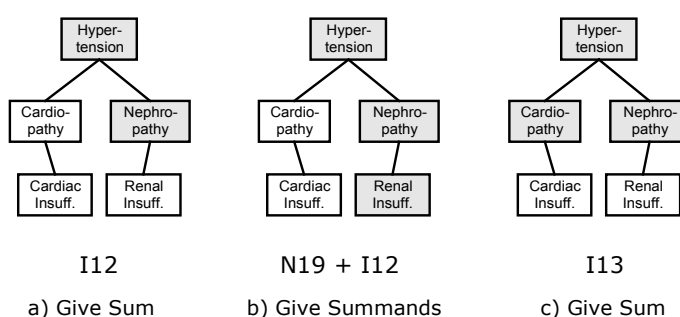 Hyper-
tension
Cardio-
pathy
Nephro-
pathy
Cardiac
Insuff.
Renal
Insuff.
I12
a) Give Sum
Hyper-
tension
Cardio-
pathy
Nephro-
pathy
Cardiac
Insuff.
Renal
Insuff.
N19 + I12
b) Give Summands
Hyper-
tension
Cardio-
pathy
Nephro-
pathy
Cardiac
Insuff.
Renal
Insuff.
I13
c) Give Sum